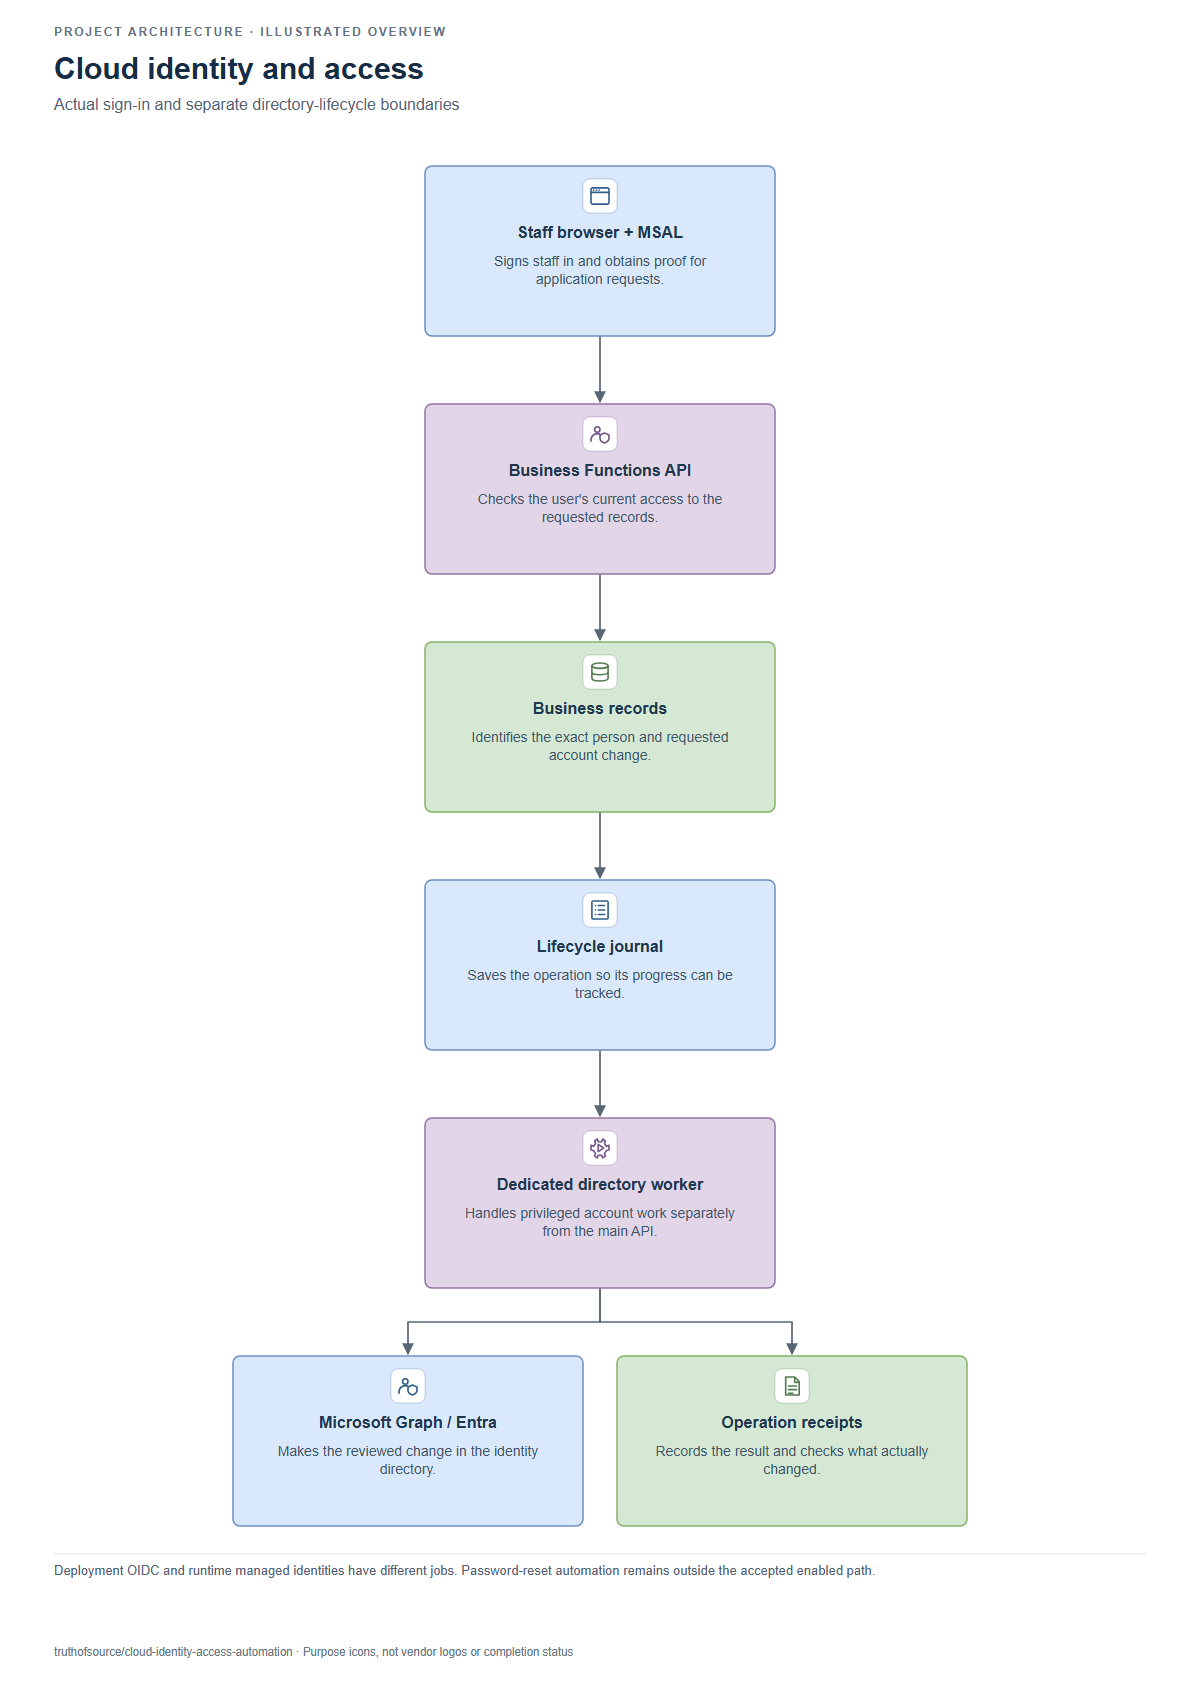 PROJECT ARCHITECTURE · ILLUSTRATED OVERVIEW
Cloud identity and access
Actual sign-in and separate directory-lifecycle boundaries
Staff browser + MSAL
Signs staff in and obtains proof for
application requests.
Business Functions API
Checks the user's current access to the
requested records.
Business records
Identifies the exact person and requested
account change.
Lifecycle journal
Saves the operation so its progress can be
tracked.
Dedicated directory worker
Handles privileged account work separately
from the main API.
Microsoft Graph / Entra
Makes the reviewed change in the identity
directory.
Operation receipts
Records the result and checks what actually
changed.
Deployment OIDC and runtime managed identities have different jobs. Password-reset automation remains outside the accepted enabled path.
truthofsource/cloud-identity-access-automation · Purpose icons, not vendor logos or completion status